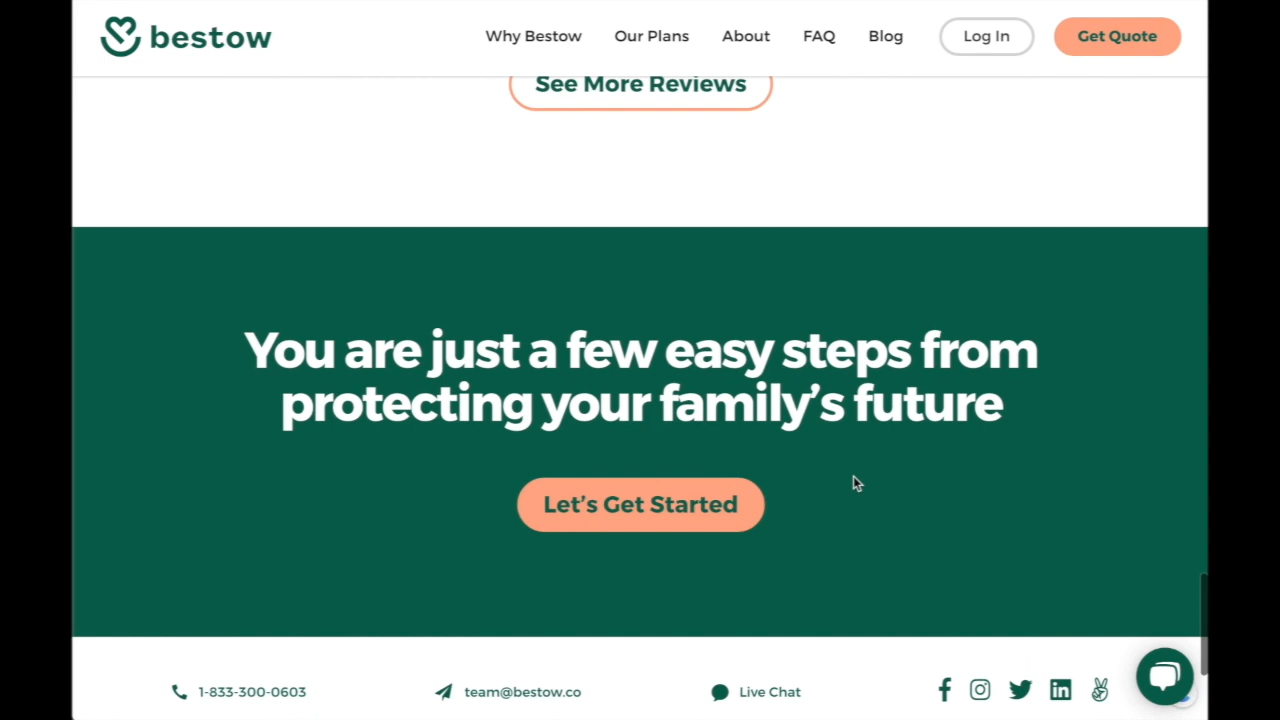 bestow
Why Bestow Our Plans About FAQ Blog Log In Get Quote
See More Reviews
You are just a few easy steps from
protecting your family’s future
Let’s Get Started
1-833-300-0603 team@bestow.co Live Chat